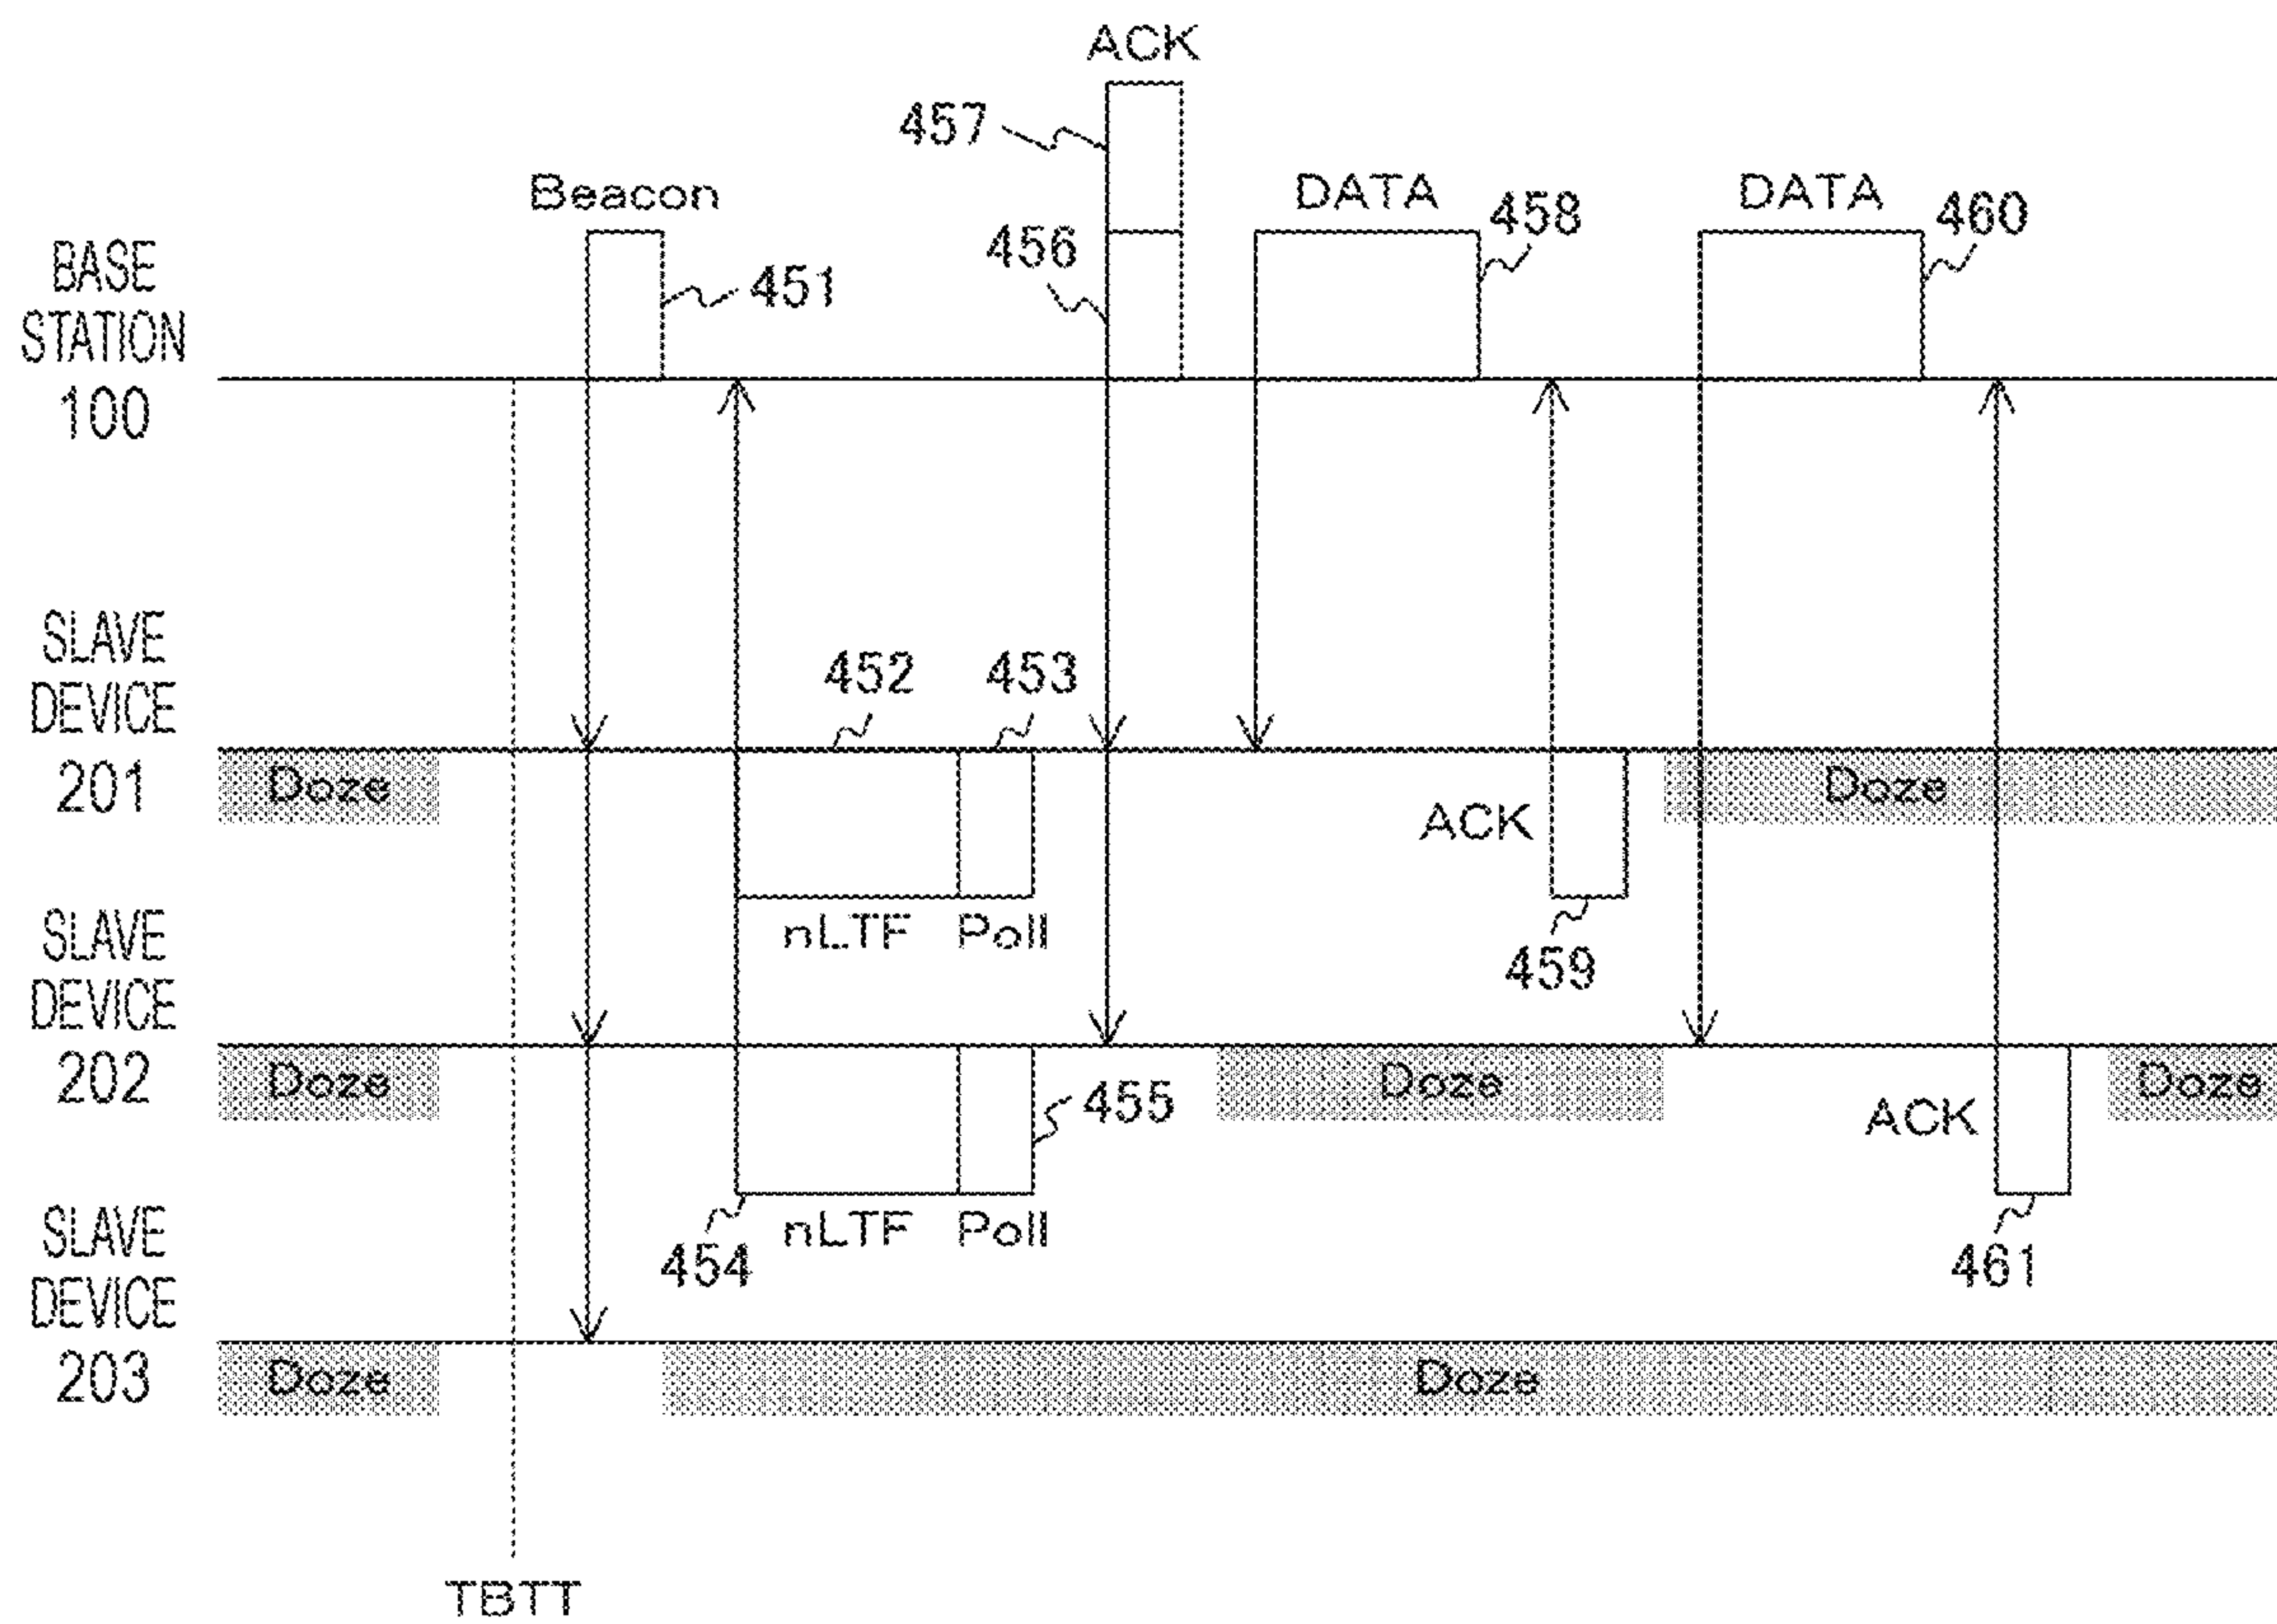 ACK
457
Beacon
DATA
458
DATA
460
456
451
BASE
STATION
100
SLAVE
DEVICE
201
452
453
Doze
Doze
ACK
nLTF
Poll
459
SLAVE
DEVICE
202
Doze
455
Doze
ACK
Doze
454
nLTF
Poll
461
SLAVE
DEVICE
203
Doze
Doze
TBTT